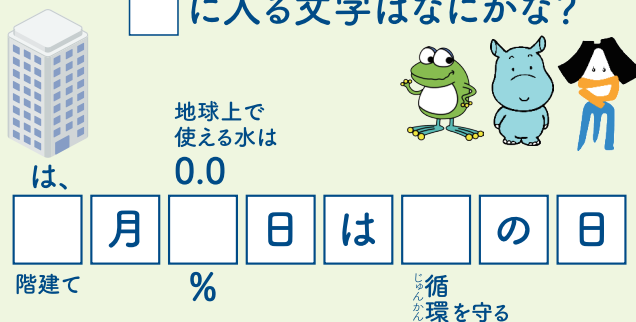 に入る文字はなにかな？
は、
地球上で
使える水は
0.0
月 日 は の 日
階建て
%
じゅんかん
循環を守る